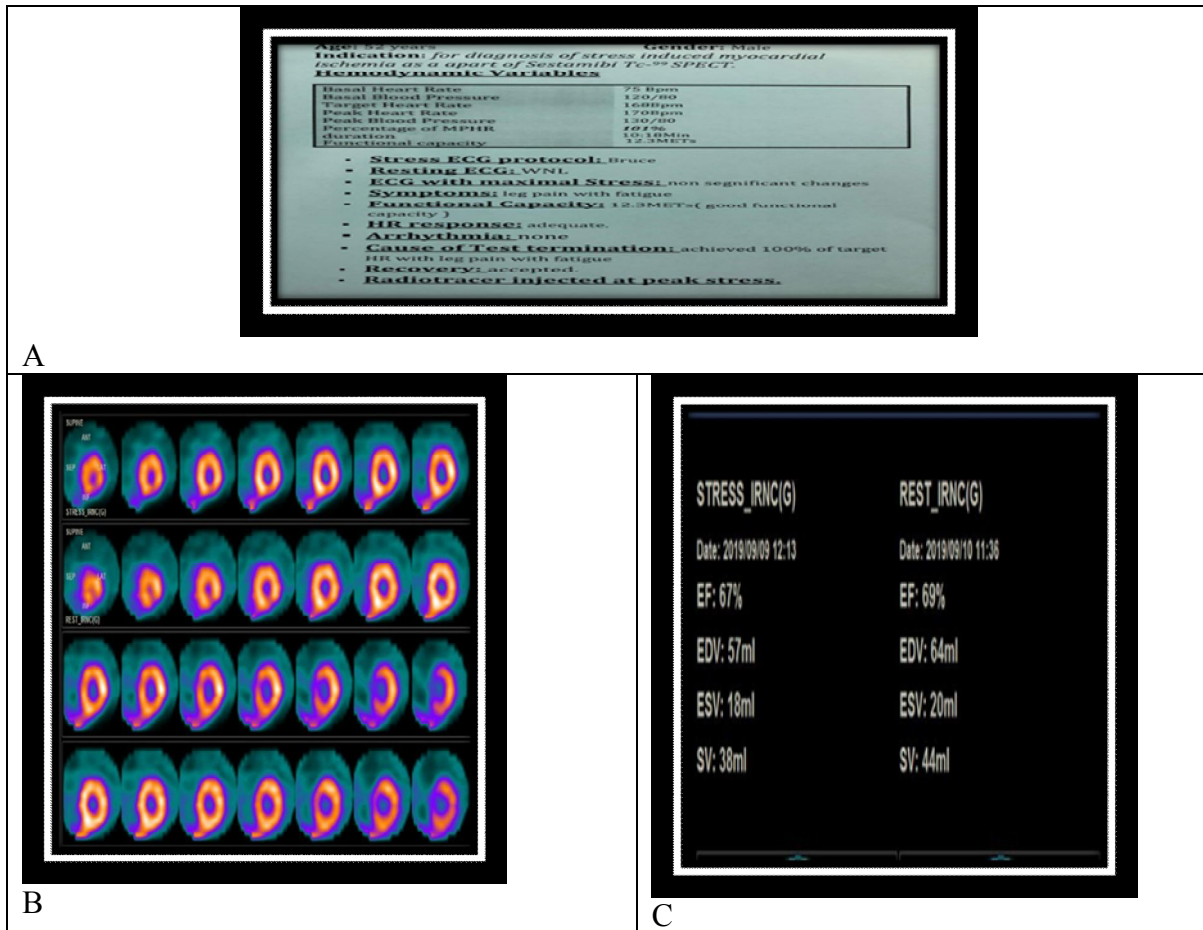 Age: 52 years Gender: Male
Indication: for diagnosis of stress induced myocardial
ischemia as a apart of Sestamibi Tc-99 SPECT.
Hemodynamic Variables
Basal Heart Rate 75 Bpm
Basal Blood Pressure 120/80
Target Heart Rate 168Bpm
Peak Heart Rate 170Bpm
Peak Blood Pressure 130/80
Percentage of MPHR 101%
duration 10:18Min
Functional capacity 12.3METs
- Stress ECG protocol: Bruce
- Resting ECG: WNL
- ECG with maximal Stress: non segnificant changes
- Symptoms: leg pain with fatigue
- Functional Capacity: 12.3METs( good functional
capacity )
- HR response: adequate.
- Arrhythmia: none
- Cause of Test termination: achieved 100% of target
HR with leg pain with fatigue
- Recovery: accepted.
- Radiotracer injected at peak stress.
A
SUPINE
ANT
SEP LAT
INF
STRESS_IRNC(G)
SUPINE
ANT
SEP LAT
INF
REST_IRNC(G)
B
STRESS_IRNC(G) REST_IRNC(G)
Date: 2019/09/09 12:13 Date: 2019/09/10 11:36
EF: 67% EF: 69%
EDV: 57ml EDV: 64ml
ESV: 18ml ESV: 20ml
SV: 38ml SV: 44ml
C